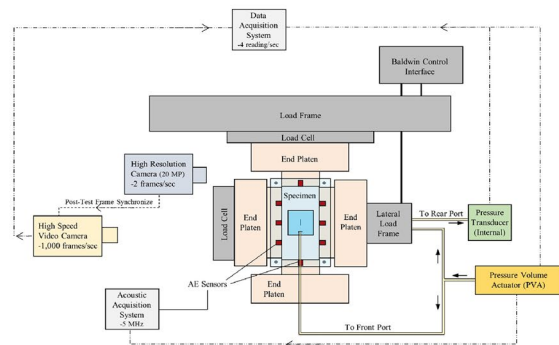 Data
Acquisition
System
-4 reading/sec
Baldwin Control
Interface
Load Frame
Load Cell
High Resolution
Camera (20 MP)
-2 frames/sec
End Platen
Post-Test Frame Synchronize
High Speed
Video Camera
-1,000 frames/sec
Load Cell
End
Platen
Specimen
End
Platen
Lateral
Load
Frame
To Rear Port
Pressure
Transducer
(Internal)
AE Sensors
End Platen
Pressure Volume
Actuator (PVA)
Acoustic
Acquisition
System
-5 MHz
To Front Port